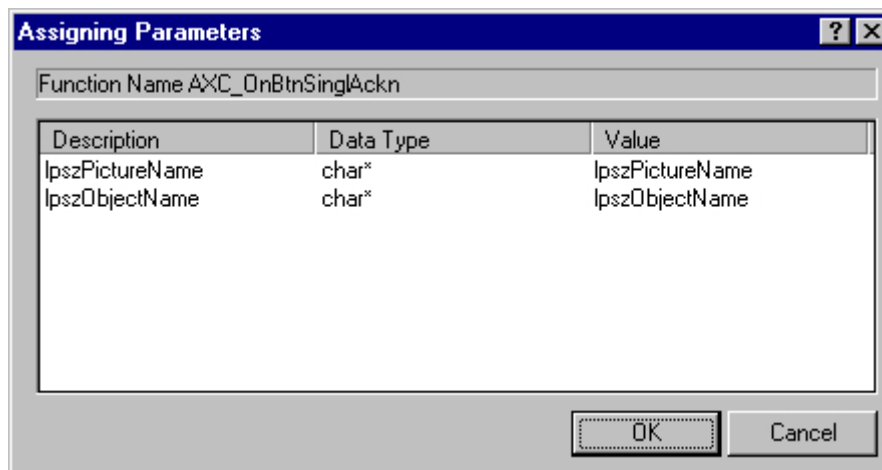 Assigning Parameters
Function Name AXC_OnBtnSinglAckn
Description Data Type Value
lpszPictureName char* lpszPictureName
lpszObjectName char* lpszObjectName
OK Cancel